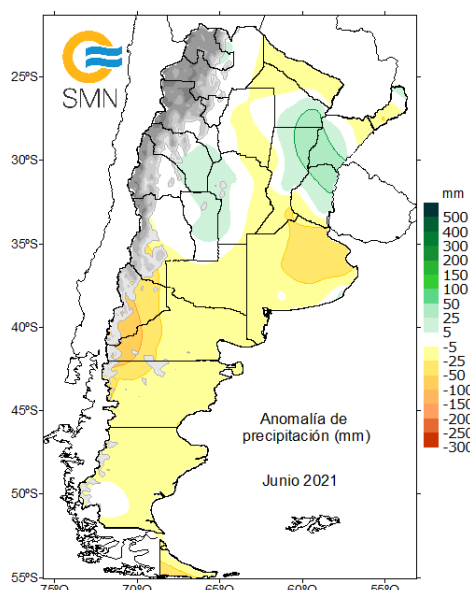 SMN
25°S
30°S
35°S
40°S
45°S
50°S
55°S
75°O
70°O
65°O
60°O
55°O
mm
500
400
300
200
150
100
50
25
5
-5
-25
-50
-100
-150
-200
-250
-300
Anomalía de
precipitación (mm)
Junio 2021